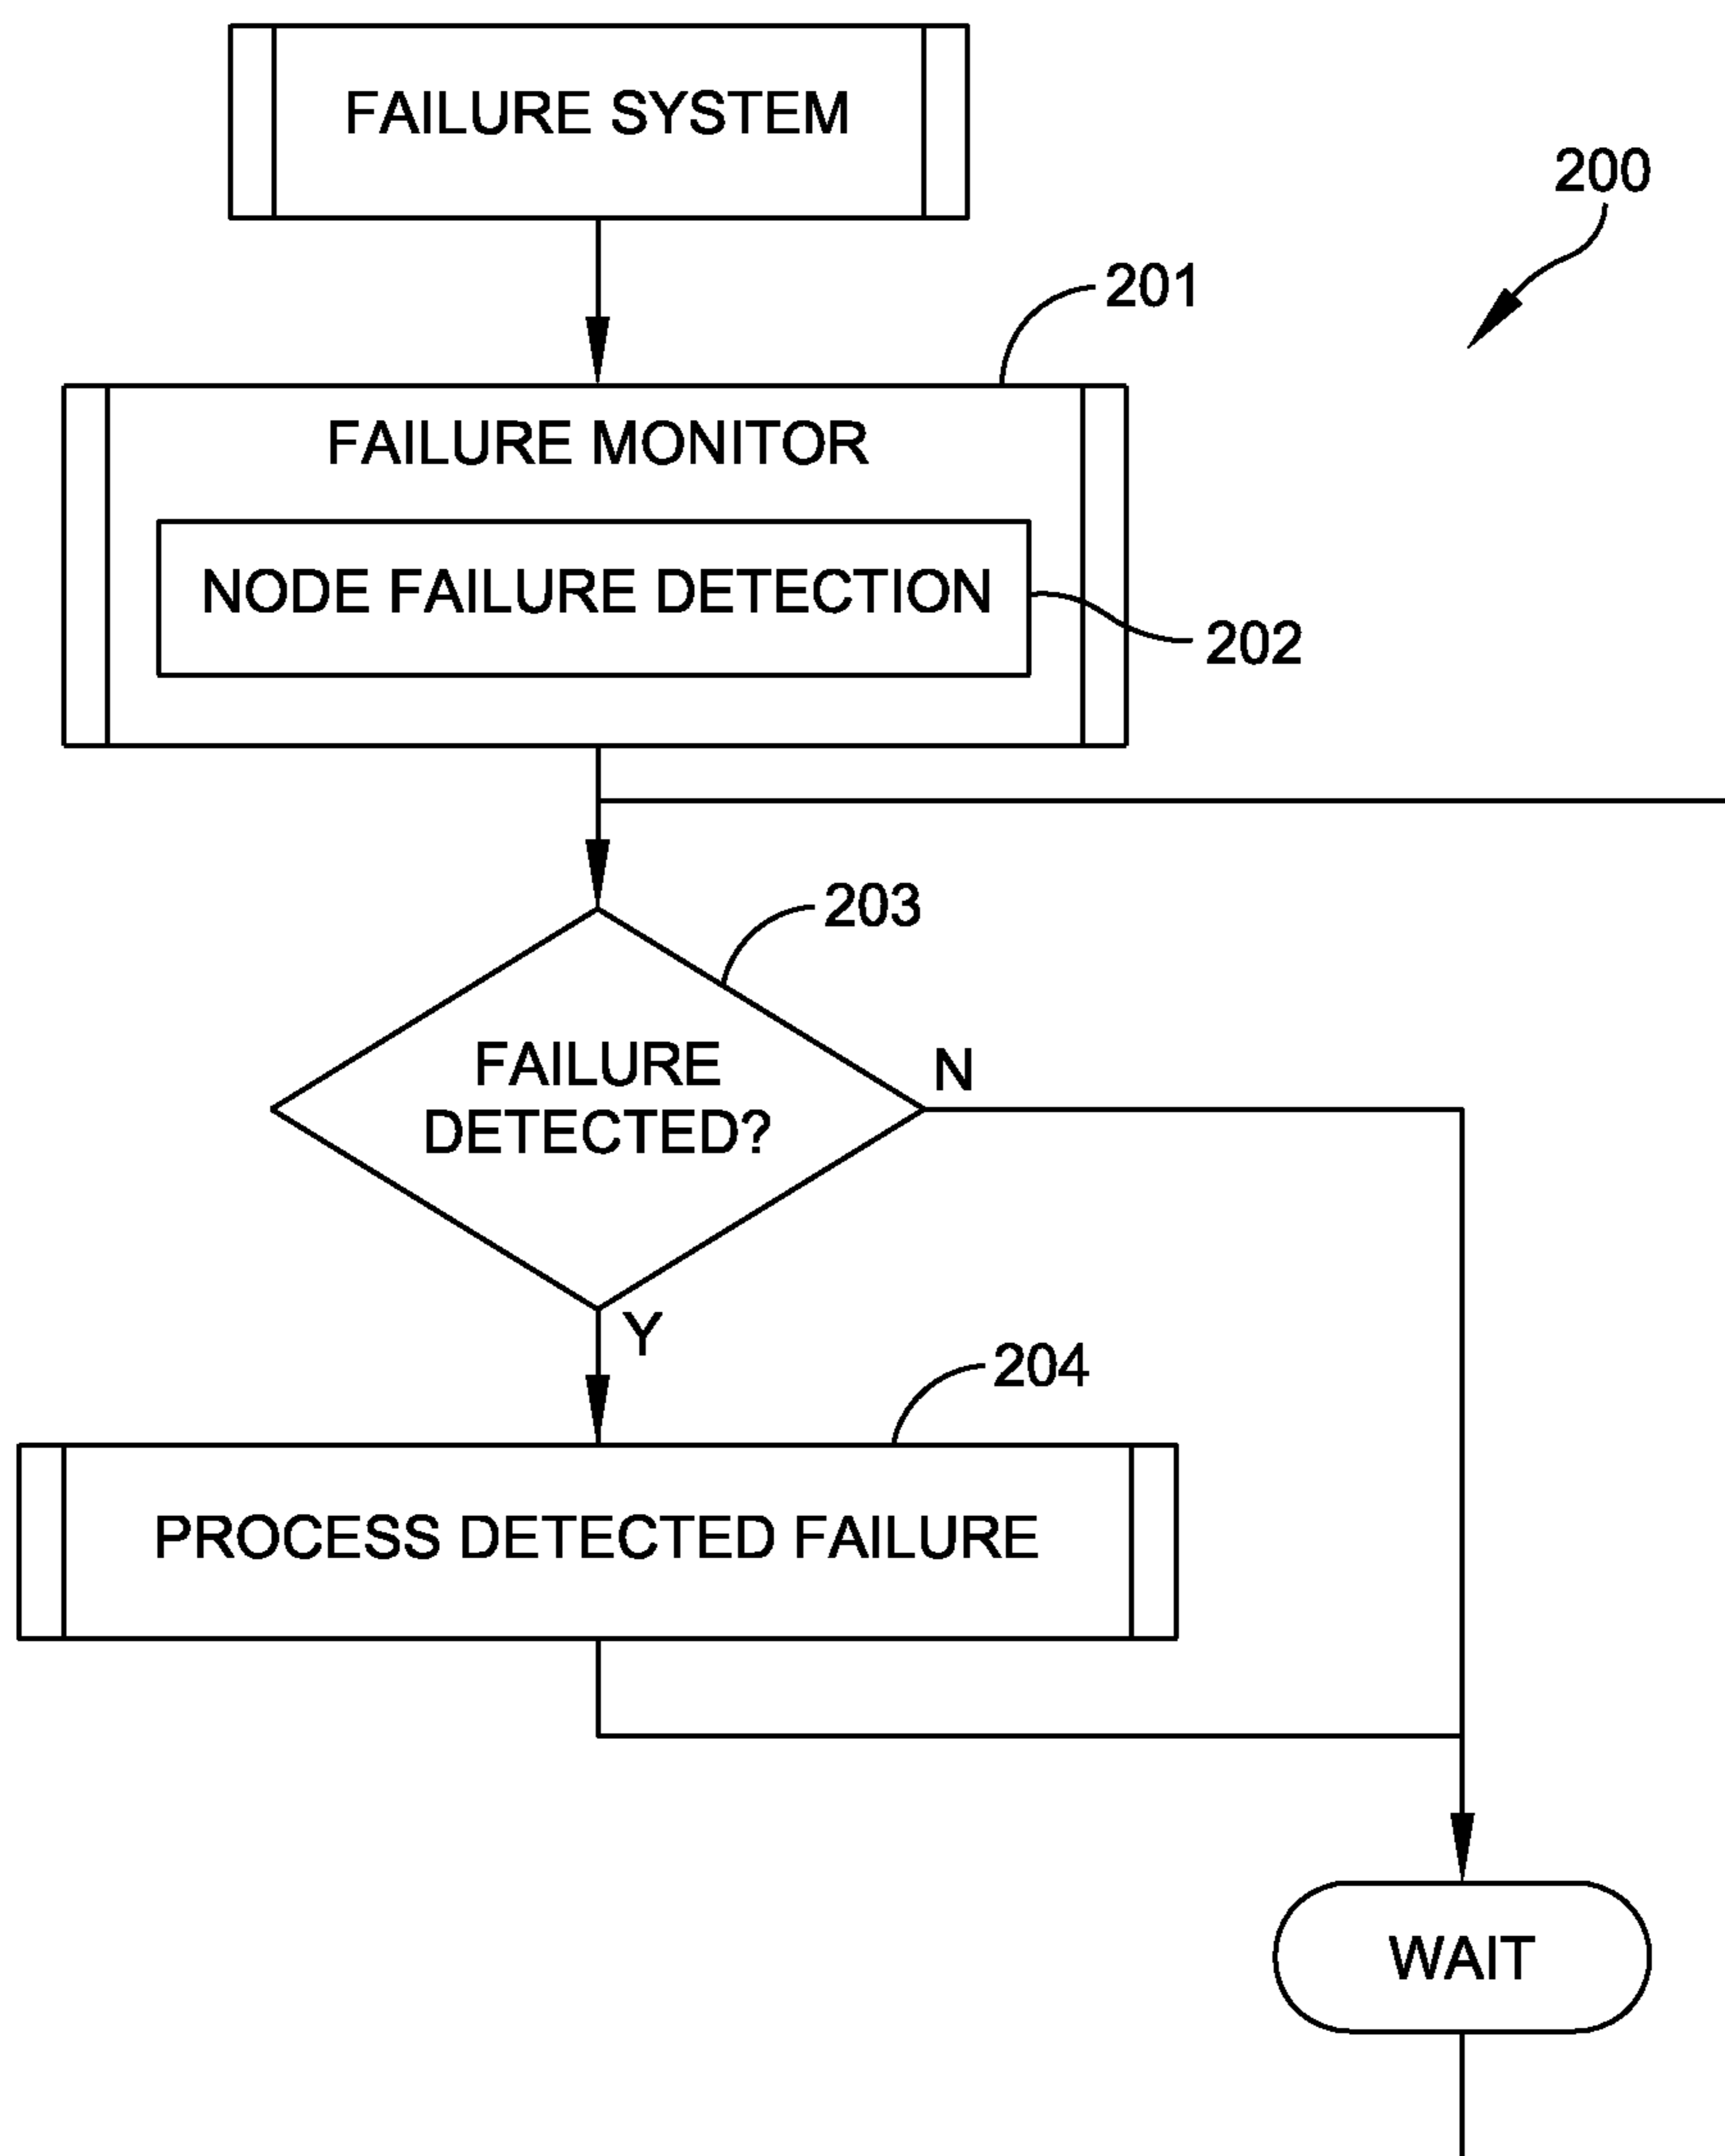 FAILURE SYSTEM
200
201
FAILURE MONITOR
NODE FAILURE DETECTION
202
203
FAILURE
DETECTED?
N
Y
204
PROCESS DETECTED FAILURE
WAIT